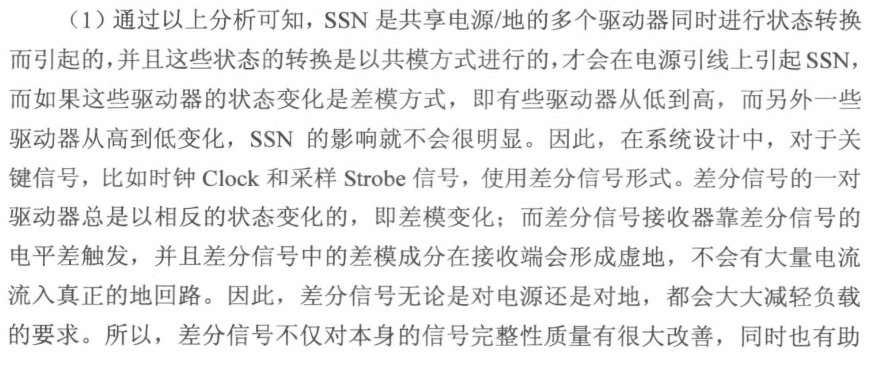 （1）通过以上分析可知，SSN 是共享电源/地的多个驱动器同时进行状态转换
而引起的，并且这些状态的转换是以共模方式进行的，才会在电源引线上引起 SSN，
而如果这些驱动器的状态变化是差模方式，即有些驱动器从低到高，而另外一些
驱动器从高到低变化，SSN 的影响就不会很明显。因此，在系统设计中，对于关
键信号，比如时钟 Clock 和采样 Strobe 信号，使用差分信号形式。差分信号的一对
驱动器总是以相反的状态变化的，即差模变化；而差分信号接收器靠差分信号的
电平差触发，并且差分信号中的差模成分在接收端会形成虚地，不会有大量电流
流入真正的地回路。因此，差分信号无论是对电源还是对地，都会大大减轻负载
的要求。所以，差分信号不仅对本身的信号完整性质量有很大改善，同时也有助